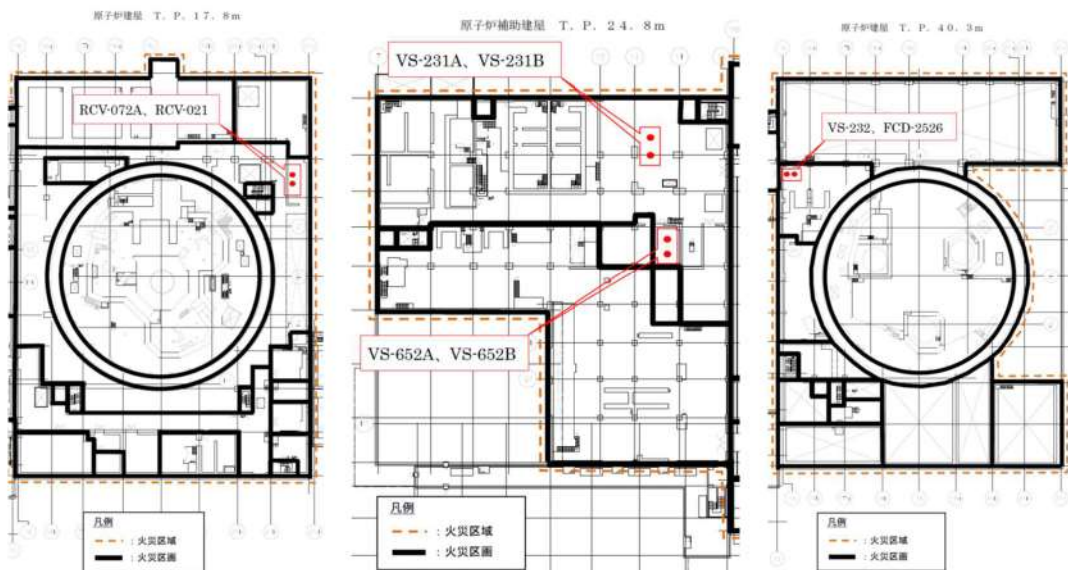 原子炉建屋 T. P. 17. 8m
RCV-072A、RCV-021
凡例
：火災区域
：火災区画
原子炉補助建屋 T. P. 24. 8m
VS-231A、VS-231B
VS-652A、VS-652B
凡例
：火災区域
：火災区画
原子炉建屋 T. P. 40. 3m
VS-232、FCD-2526
凡例
：火災区域
：火災区画